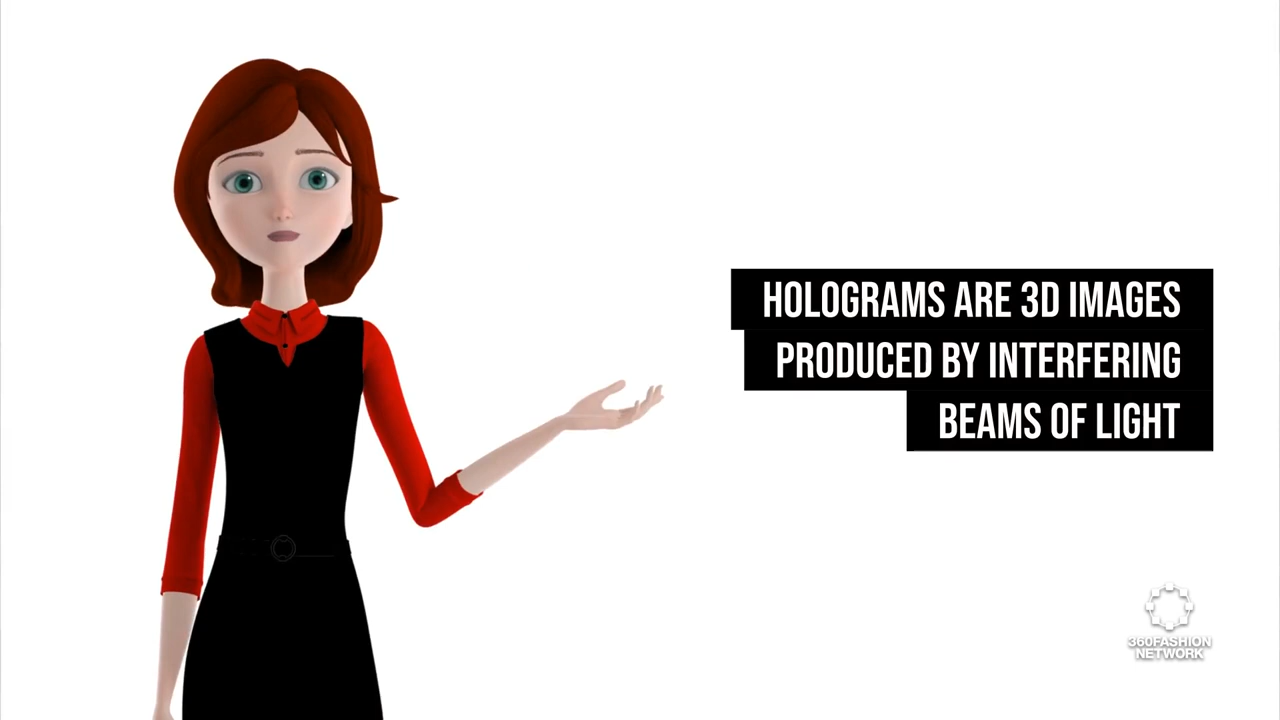 HOLOGRAMS ARE 3D IMAGES
PRODUCED BY INTERFERING
BEAMS OF LIGHT
360FASHION
NETWORK